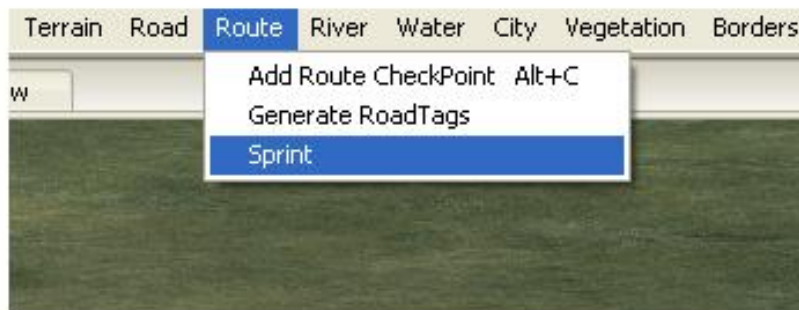 Terrain Road Route River Water City Vegetation Borders
w
Add Route CheckPoint Alt+C
Generate RoadTags
Sprint